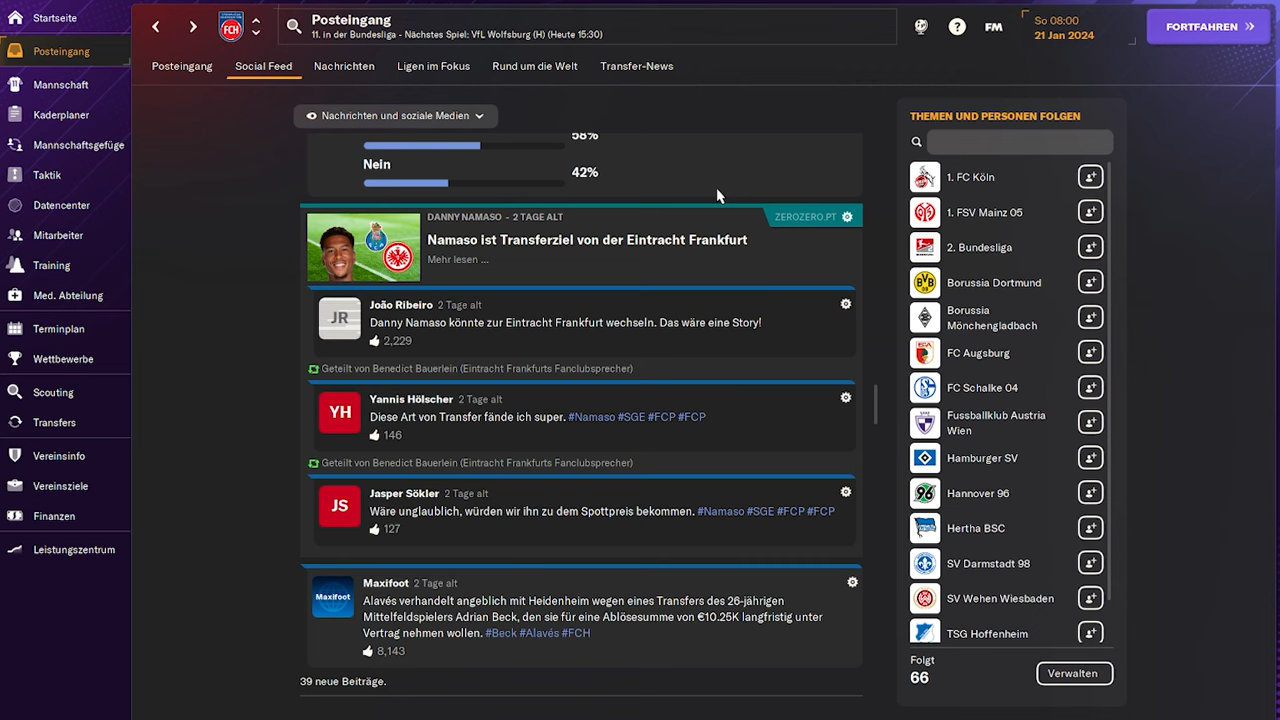 Startseite
Posteingang
Mannschaft
Kaderplaner
Mannschaftsgefüge
Taktik
Datencenter
Mitarbeiter
Training
Med. Abteilung
Terminplan
Wettbewerbe
Scouting
Transfers
Vereinsinfo
Vereinsziele
Finanzen
Leistungszentrum
FCH
Posteingang
11. in der Bundesliga - Nächstes Spiel: VfL Wolfsburg (H) (Heute 15:30)
?
FM
So 08:00
21 Jan 2024
FORTFAHREN
Posteingang
Social Feed
Nachrichten
Ligen im Fokus
Rund um die Welt
Transfer-News
Nachrichten und soziale Medien
58%
Nein
42%
DANNY NAMASO - 2 TAGE ALT
ZEROZERO.PT
Namaso ist Transferziel von der Eintracht Frankfurt
Mehr lesen ...
JR
João Ribeiro 2 Tage alt
Danny Namaso könnte zur Eintracht Frankfurt wechseln. Das wäre eine Story!
2,229
Geteilt von Benedict Bauerlein (Eintracht Frankfurts Fanclubsprecher)
YH
Yannis Hölscher 2 Tage alt
Diese Art von Transfer fände ich super. #Namaso #SGE #FCP #FCP
146
Geteilt von Benedict Bauerlein (Eintracht Frankfurts Fanclubsprecher)
JS
Jasper Sökler 2 Tage alt
Wäre unglaublich, würden wir ihn zu dem Spottpreis bekommen. #Namaso #SGE #FCP #FCP
127
Maxifoot
Maxifoot 2 Tage alt
Alavés verhandelt angeblich mit Heidenheim wegen eines Transfers des 26-jährigen
Mittelfeldspielers Adrian Beck, den sie für eine Ablösesumme von €10.25K langfristig unter
Vertrag nehmen wollen. #Beck #Alavés #FCH
8,143
39 neue Beiträge.
THEMEN UND PERSONEN FOLGEN
1. FC Köln
1. FSV Mainz 05
2. Bundesliga
Borussia Dortmund
Borussia
Mönchengladbach
FC Augsburg
FC Schalke 04
Fussballklub Austria
Wien
Hamburger SV
Hannover 96
Hertha BSC
SV Darmstadt 98
SV Wehen Wiesbaden
TSG Hoffenheim
Folgt
66
Verwalten